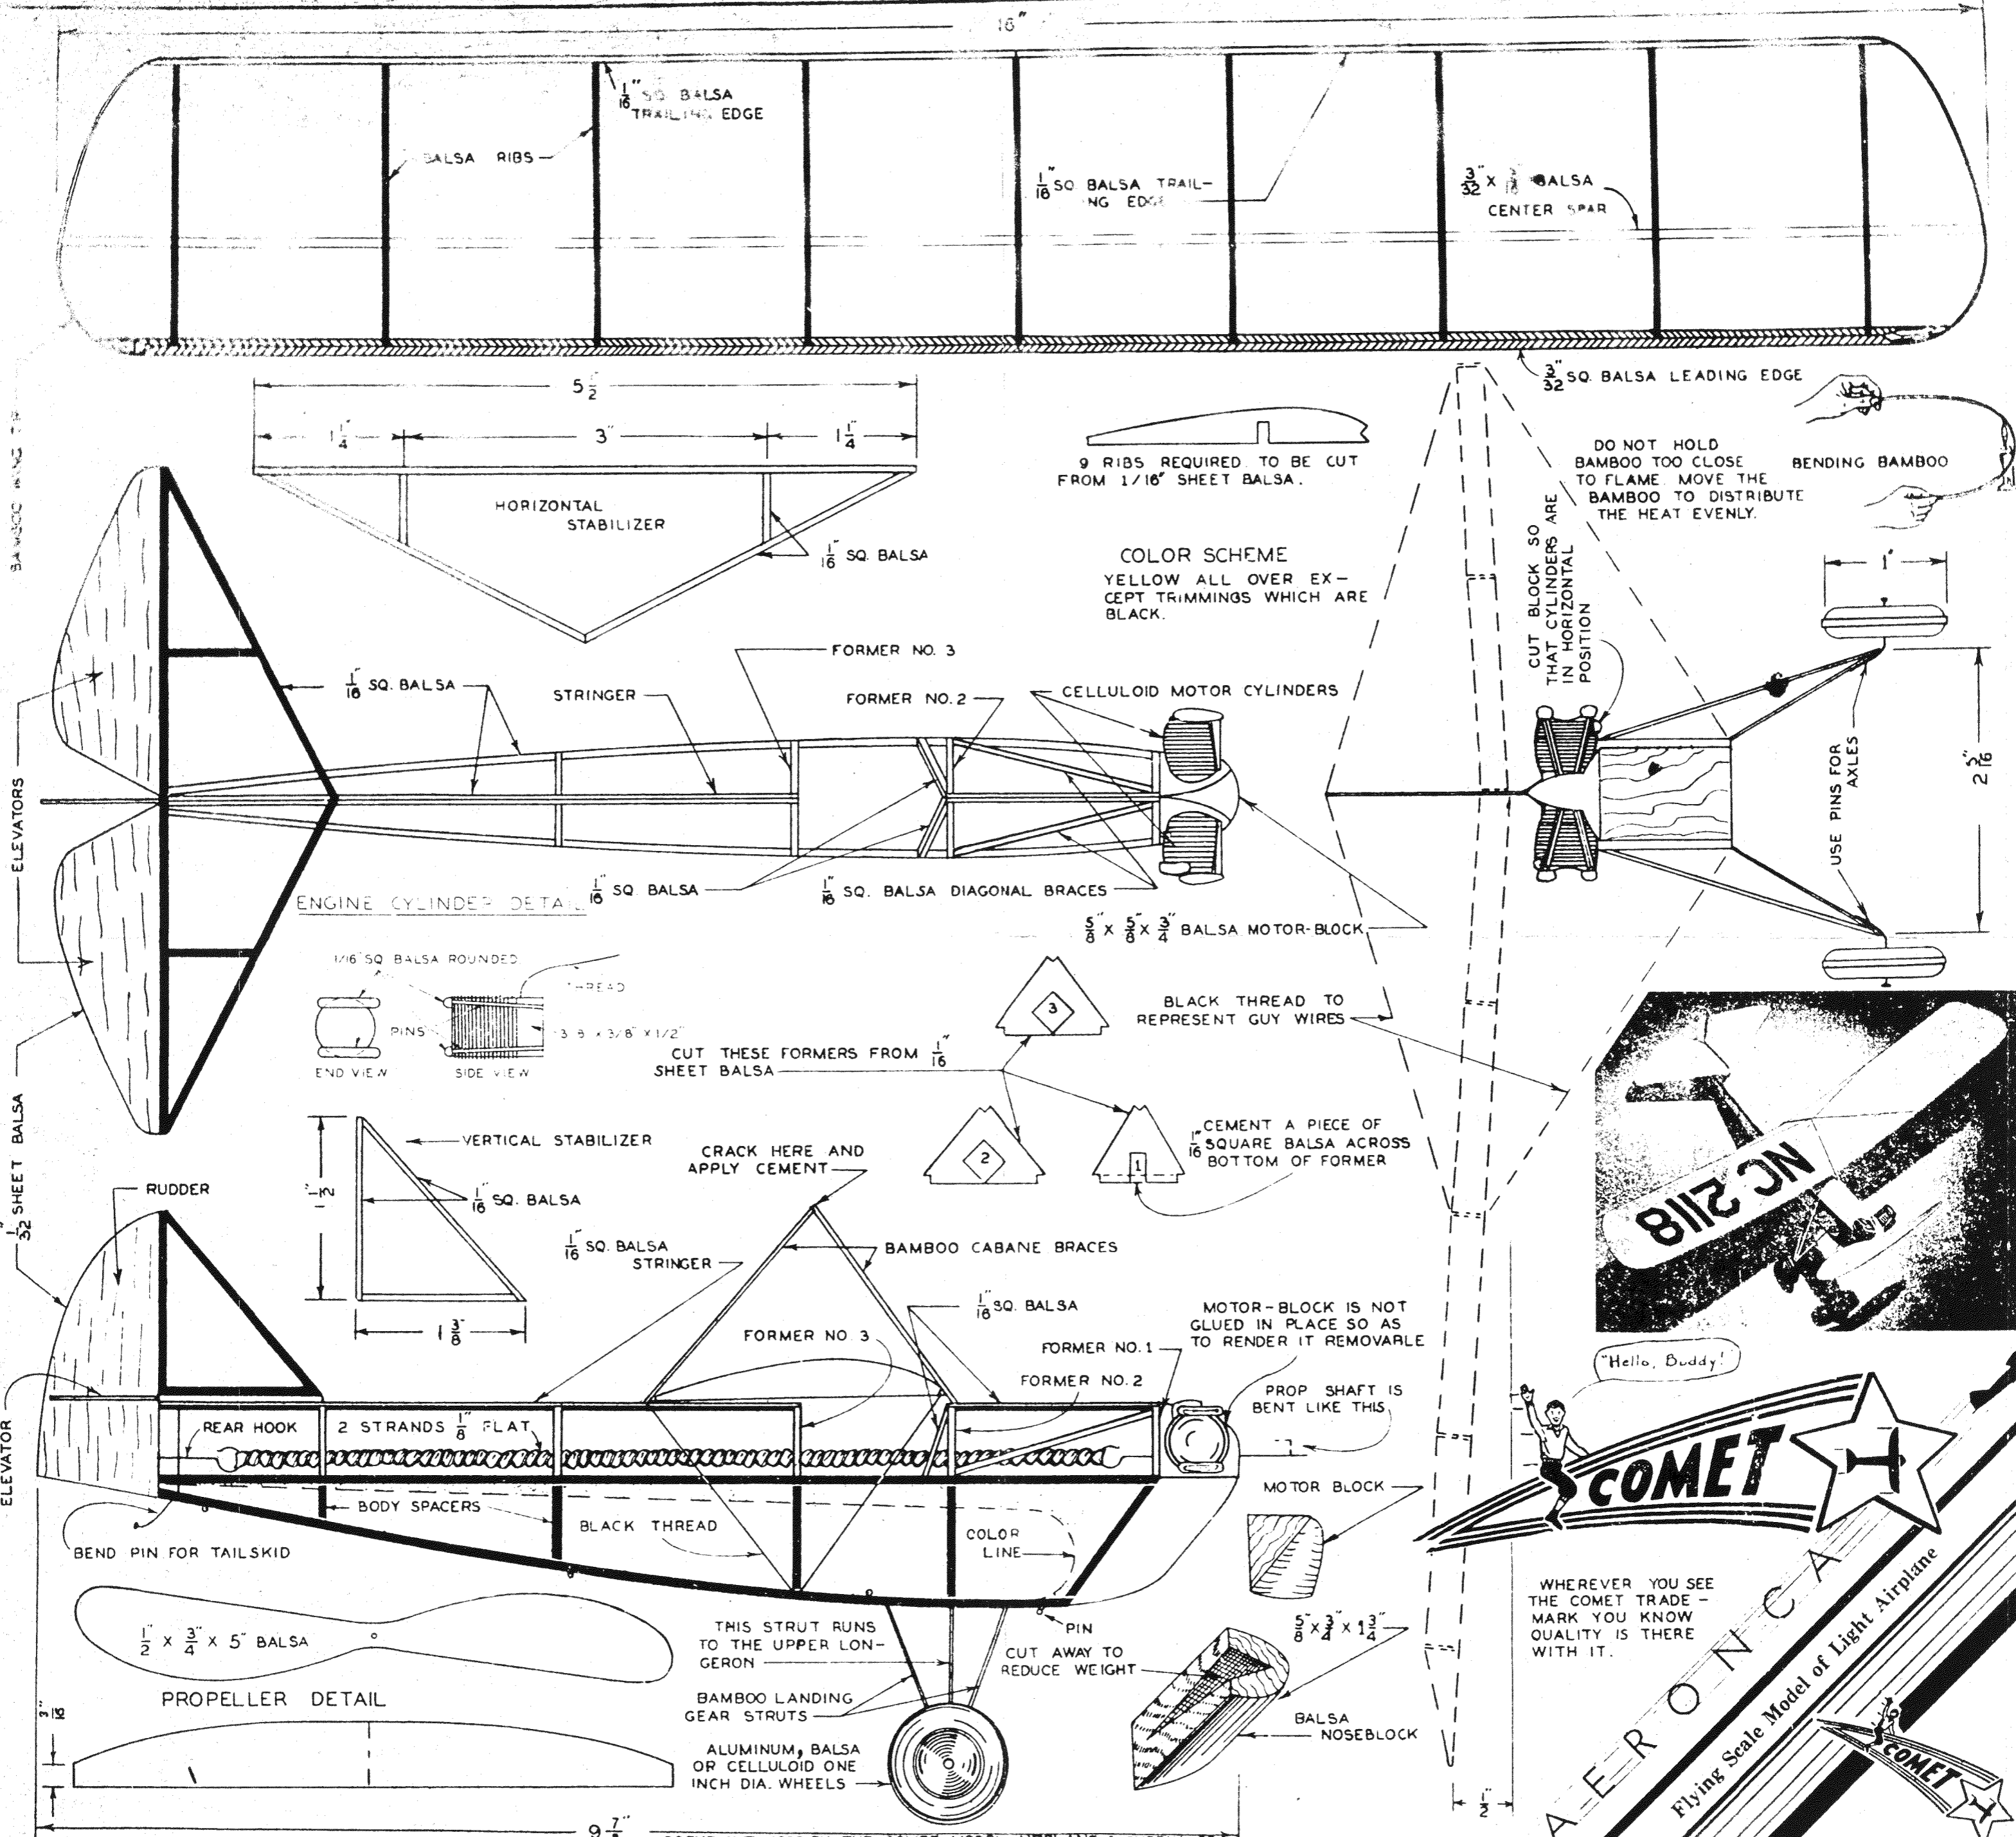 16"
1/16" SQ BALSA
TRAILING EDGE
BALSA RIBS
1/16" SQ BALSA TRAIL-
ING EDGE
3/32" X BALSA
CENTER SPAR
3/32" SQ. BALSA LEADING EDGE
BAMBOO WING
5 1/2"
1 1/4"
3"
1 1/4"
HORIZONTAL
STABILIZER
1/16" SQ. BALSA
9 RIBS REQUIRED TO BE CUT
FROM 1/16" SHEET BALSA.
DO NOT HOLD
BAMBOO TOO CLOSE
TO FLAME. MOVE THE
BAMBOO TO DISTRIBUTE
THE HEAT EVENLY.
BENDING BAMBOO
COLOR SCHEME
YELLOW ALL OVER EX-
CEPT TRIMMINGS WHICH ARE
BLACK.
CUT BLOCK SO
THAT CYLINDERS ARE
IN HORIZONTAL
POSITION
1"
FORMER NO. 3
1/16" SQ. BALSA
STRINGER
FORMER NO. 2
CELLULOID MOTOR CYLINDERS
ELEVATORS
USE PINS FOR
AXLES
2 5/16"
1/16" SQ. BALSA
1/16" SQ. BALSA DIAGONAL BRACES
5/8" X 5/8" X 3/4" BALSA MOTOR-BLOCK
ENGINE CYLINDER DETAIL
1/16" SQ BALSA ROUNDED
THREAD
PINS
3/8 X 3/8" X 1/2"
END VIEW
SIDE VIEW
CUT THESE FORMERS FROM 1/16"
SHEET BALSA
3
2
1
BLACK THREAD TO
REPRESENT GUY WIRES
CEMENT A PIECE OF
1/16" SQUARE BALSA ACROSS
BOTTOM OF FORMER
NC 2118
1/32" SHEET BALSA
VERTICAL STABILIZER
1/16" SQ. BALSA
1 3/8"
CRACK HERE AND
APPLY CEMENT
RUDDER
1/16" SQ. BALSA
STRINGER
BAMBOO CABANE BRACES
1/16" SQ. BALSA
FORMER NO. 3
FORMER NO. 1
FORMER NO. 2
MOTOR-BLOCK IS NOT
GLUED IN PLACE SO AS
TO RENDER IT REMOVABLE
PROP SHAFT IS
BENT LIKE THIS
"Hello, Buddy!"
COMET
ELEVATOR
REAR HOOK
2 STRANDS 1/8" FLAT
BODY SPACERS
BLACK THREAD
COLOR
LINE
MOTOR BLOCK
BEND PIN FOR TAILSKID
1/2" X 3/4" X 5" BALSA
PROPELLER DETAIL
3/16"
THIS STRUT RUNS
TO THE UPPER LON-
GERON
BAMBOO LANDING
GEAR STRUTS
PIN
CUT AWAY TO
REDUCE WEIGHT
5/8" X 3/4" X 1 3/4"
BALSA
NOSEBLOCK
ALUMINUM, BALSA
OR CELLULOID ONE
INCH DIA. WHEELS
1/2"
WHEREVER YOU SEE
THE COMET TRADE-
MARK YOU KNOW
QUALITY IS THERE
WITH IT.
AERONCA
Flying Scale Model of Light Airplane
COMET